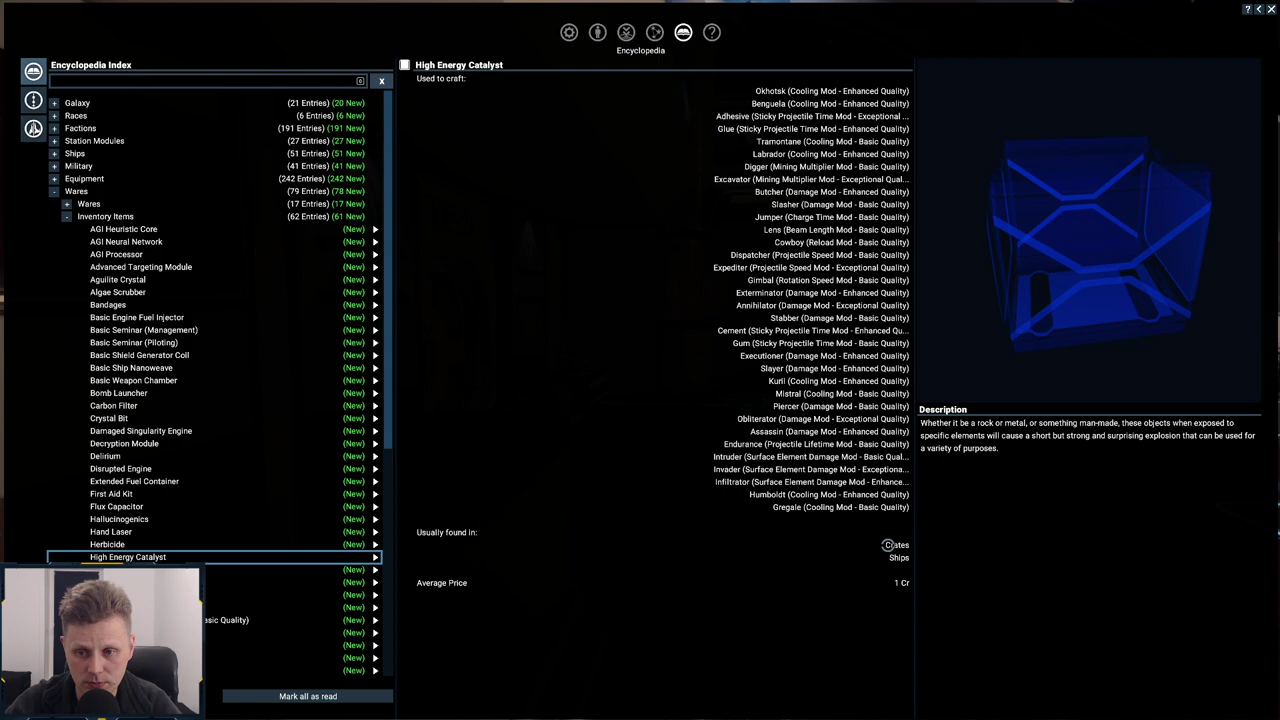 ? < X
Encyclopedia
Encyclopedia Index
X
Galaxy (21 Entries) (20 New)
Races (6 Entries) (6 New)
Factions (191 Entries) (191 New)
Station Modules (27 Entries) (27 New)
Ships (51 Entries) (51 New)
Military (41 Entries) (41 New)
Equipment (242 Entries) (242 New)
Wares (79 Entries) (78 New)
Wares (17 Entries) (17 New)
Inventory Items (62 Entries) (61 New)
AGI Heuristic Core (New)
AGI Neural Network (New)
AGI Processor (New)
Advanced Targeting Module (New)
Aguilite Crystal (New)
Algae Scrubber (New)
Bandages (New)
Basic Engine Fuel Injector (New)
Basic Seminar (Management) (New)
Basic Seminar (Piloting) (New)
Basic Shield Generator Coil (New)
Basic Ship Nanoweave (New)
Basic Weapon Chamber (New)
Bomb Launcher (New)
Carbon Filter (New)
Crystal Bit (New)
Damaged Singularity Engine (New)
Decryption Module (New)
Delirium (New)
Disrupted Engine (New)
Extended Fuel Container (New)
First Aid Kit (New)
Flux Capacitor (New)
Hallucinogenics (New)
Hand Laser (New)
Herbicide (New)
High Energy Catalyst
(New)
(New)
(New)
(New)
asic Quality) (New)
(New)
(New)
(New)
(New)
Mark all as read
High Energy Catalyst
Used to craft:
Okhotsk (Cooling Mod - Enhanced Quality)
Benguela (Cooling Mod - Enhanced Quality)
Adhesive (Sticky Projectile Time Mod - Exceptional ...
Glue (Sticky Projectile Time Mod - Enhanced Quality)
Tramontane (Cooling Mod - Basic Quality)
Labrador (Cooling Mod - Enhanced Quality)
Digger (Mining Multiplier Mod - Basic Quality)
Excavator (Mining Multiplier Mod - Exceptional Qual...
Butcher (Damage Mod - Enhanced Quality)
Slasher (Damage Mod - Basic Quality)
Jumper (Charge Time Mod - Basic Quality)
Lens (Beam Length Mod - Basic Quality)
Cowboy (Reload Mod - Basic Quality)
Dispatcher (Projectile Speed Mod - Basic Quality)
Expediter (Projectile Speed Mod - Exceptional Quality)
Gimbal (Rotation Speed Mod - Basic Quality)
Exterminator (Damage Mod - Enhanced Quality)
Annihilator (Damage Mod - Exceptional Quality)
Stabber (Damage Mod - Basic Quality)
Cement (Sticky Projectile Time Mod - Enhanced Qu...
Gum (Sticky Projectile Time Mod - Basic Quality)
Executioner (Damage Mod - Enhanced Quality)
Slayer (Damage Mod - Basic Quality)
Kuril (Cooling Mod - Enhanced Quality)
Mistral (Cooling Mod - Basic Quality)
Piercer (Damage Mod - Basic Quality)
Obliterator (Damage Mod - Exceptional Quality)
Assassin (Damage Mod - Enhanced Quality)
Endurance (Projectile Lifetime Mod - Basic Quality)
Intruder (Surface Element Damage Mod - Basic Qual...
Invader (Surface Element Damage Mod - Exceptiona...
Infiltrator (Surface Element Damage Mod - Enhance...
Humboldt (Cooling Mod - Enhanced Quality)
Gregale (Cooling Mod - Basic Quality)
Usually found in:
Crates
Ships
Average Price 1 Cr
Description
Whether it be a rock or metal, or something man-made, these objects when exposed to
specific elements will cause a short but strong and surprising explosion that can be used for
a variety of purposes.